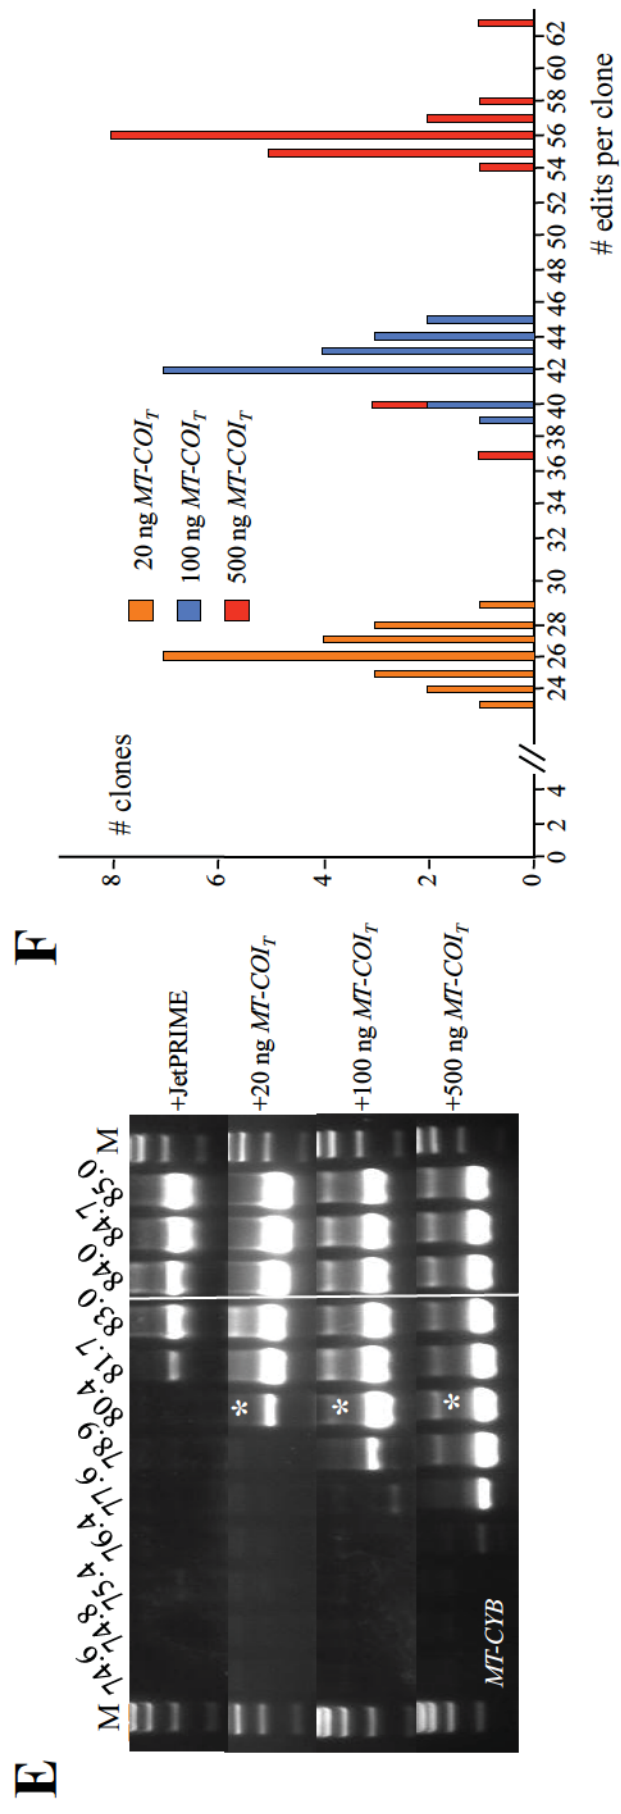 E
M 74.6 74.8 75.4 76.4 77.6 78.9 80.4 81.7 83.0 84.0 84.7 85.0 M
+JetPRIME
* +20 ng MT-COI_T
* +100 ng MT-COI_T
* +500 ng MT-COI_T
MT-CYB
F
# clones
8
6
4
2
0
20 ng MT-COI_T
100 ng MT-COI_T
500 ng MT-COI_T
0 2 4 24 26 28 30 32 34 36 38 40 42 44 46 48 50 52 54 56 58 60 62
# edits per clone